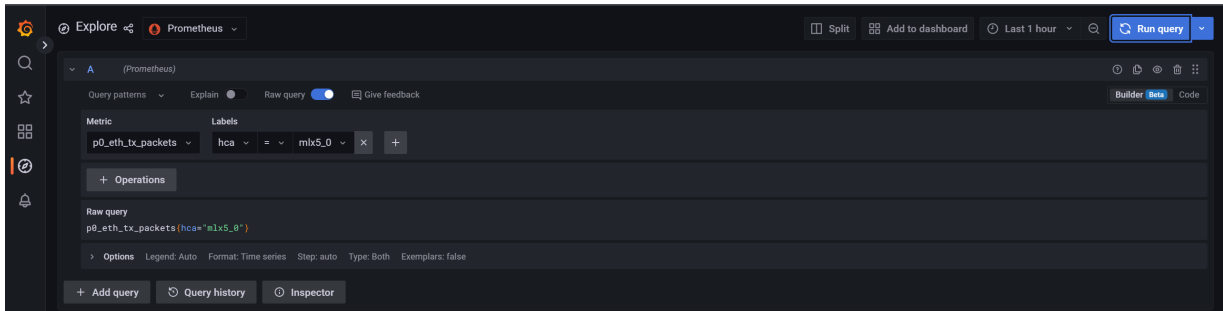 Explore Prometheus Split Add to dashboard Last 1 hour Run query
A (Prometheus)
Query patterns Explain Raw query Give feedback Builder Beta Code
Metric Labels
p0_eth_tx_packets hca = mlx5_0 × +
+ Operations
Raw query
p0_eth_tx_packets{hca="mlx5_0"}
> Options Legend: Auto Format: Time series Step: auto Type: Both Exemplars: false
+ Add query Query history Inspector